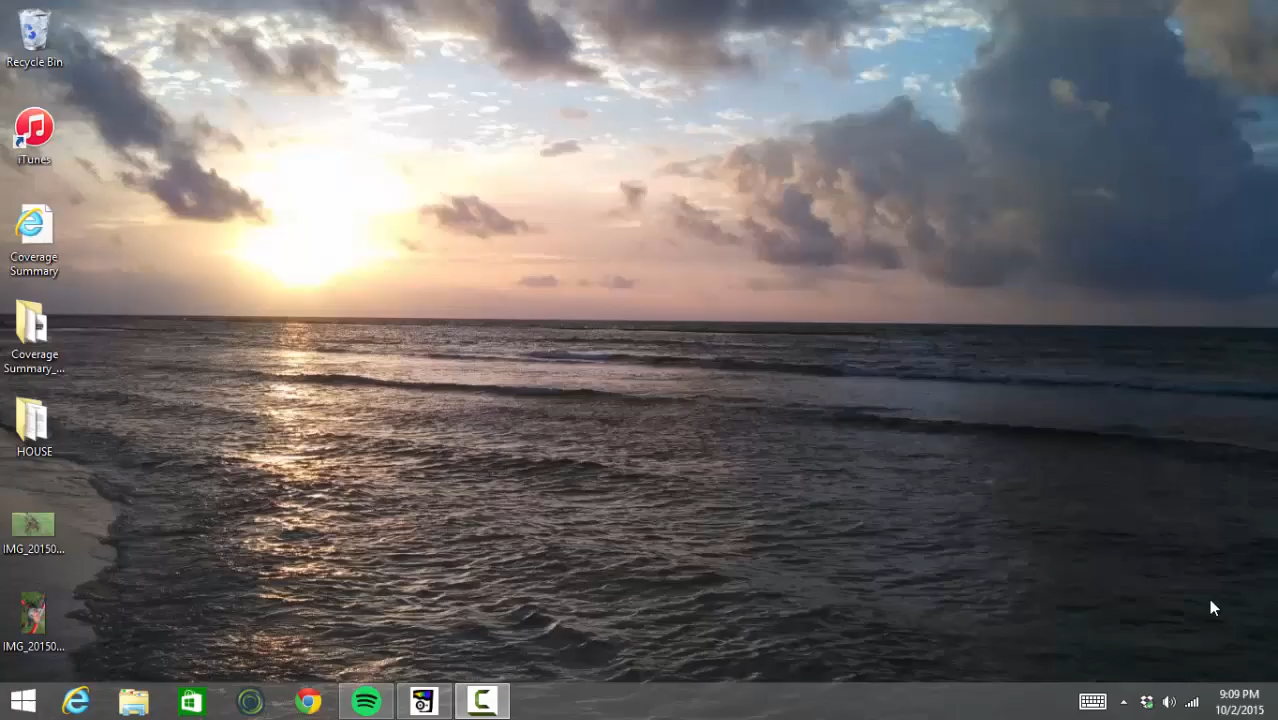 Recycle Bin
iTunes
Coverage
Summary
Coverage
Summary_...
HOUSE
IMG_20150...
IMG_20150...
9:09 PM
10/2/2015